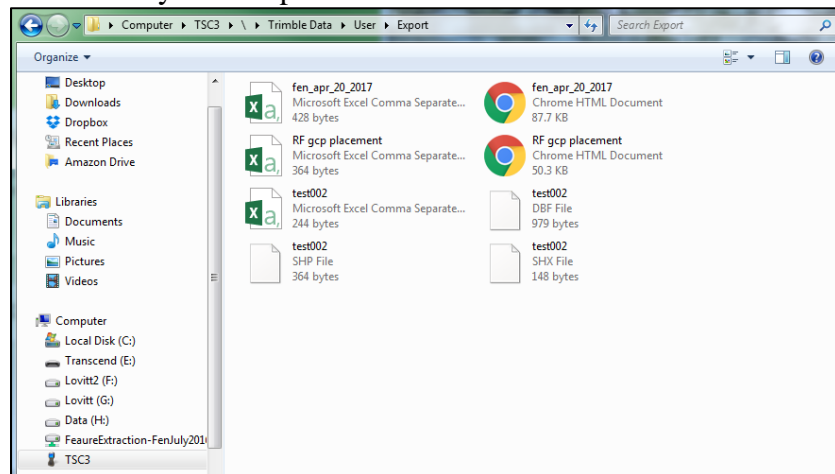 Computer ▸ TSC3 ▸ \ ▸ Trimble Data ▸ User ▸ Export
Search Export
Organize
Desktop
Downloads
Dropbox
Recent Places
Amazon Drive
Libraries
Documents
Music
Pictures
Videos
Computer
Local Disk (C:)
Transcend (E:)
Lovitt2 (F:)
Lovitt (G:)
Data (H:)
FeaureExtraction-FenJuly201
TSC3
fen_apr_20_2017
Microsoft Excel Comma Separate...
428 bytes
fen_apr_20_2017
Chrome HTML Document
87.7 KB
RF gcp placement
Microsoft Excel Comma Separate...
364 bytes
RF gcp placement
Chrome HTML Document
50.3 KB
test002
Microsoft Excel Comma Separate...
244 bytes
test002
DBF File
979 bytes
test002
SHP File
364 bytes
test002
SHX File
148 bytes